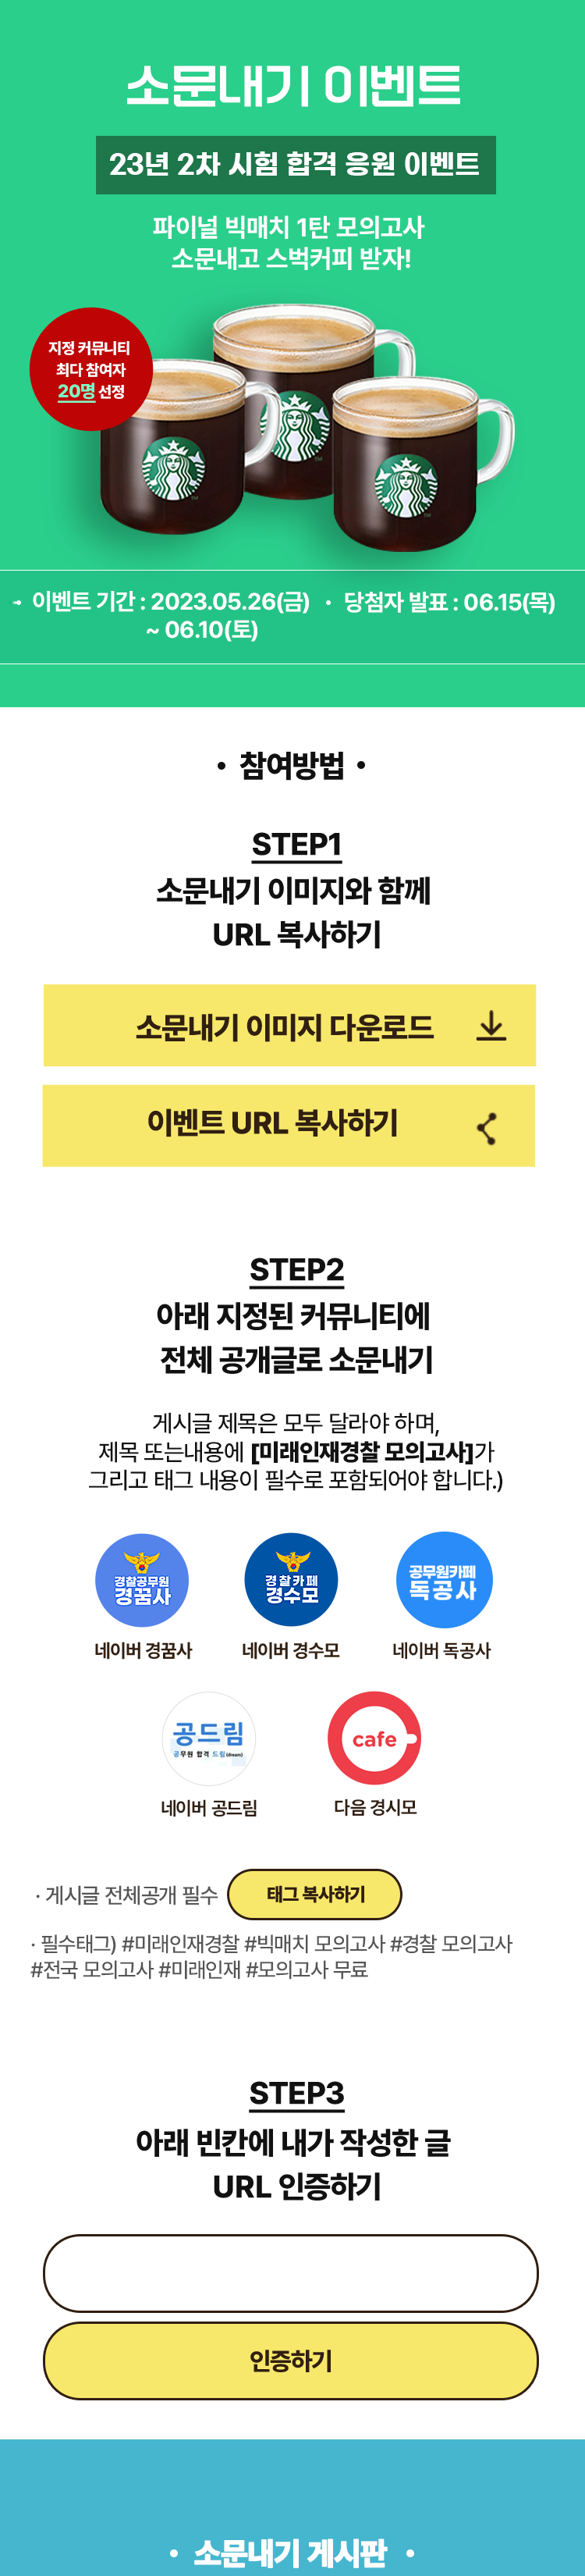 소문내기 이벤트
23년 2차 시험 합격 응원 이벤트
파이널 빅매치 1탄 모의고사
소문내고 스벅커피 받자!
지정 커뮤니티
최다 참여자
20명 선정
이벤트 기간 : 2023.05.26(금)
~ 06.10(토)
· 당첨자 발표 : 06.15(목)
• 참여방법 •
STEP1
소문내기 이미지와 함께
URL 복사하기
소문내기 이미지 다운로드
이벤트 URL 복사하기
STEP2
아래 지정된 커뮤니티에
전체 공개글로 소문내기
게시글 제목은 모두 달라야 하며,
제목 또는내용에 [미래인재경찰 모의고사]가
그리고 태그 내용이 필수로 포함되어야 합니다.)
경찰공무원
경꿈사
경찰카페
경수모
공무원카페
독공사
네이버 경꿈사
네이버 경수모
네이버 독공사
공드림
공무원 합격 드림(dream)
cafe
네이버 공드림
다음 경시모
· 게시글 전체공개 필수
태그 복사하기
· 필수태그) #미래인재경찰 #빅매치 모의고사 #경찰 모의고사
#전국 모의고사 #미래인재 #모의고사 무료
STEP3
아래 빈칸에 내가 작성한 글
URL 인증하기
인증하기
• 소문내기 게시판 •